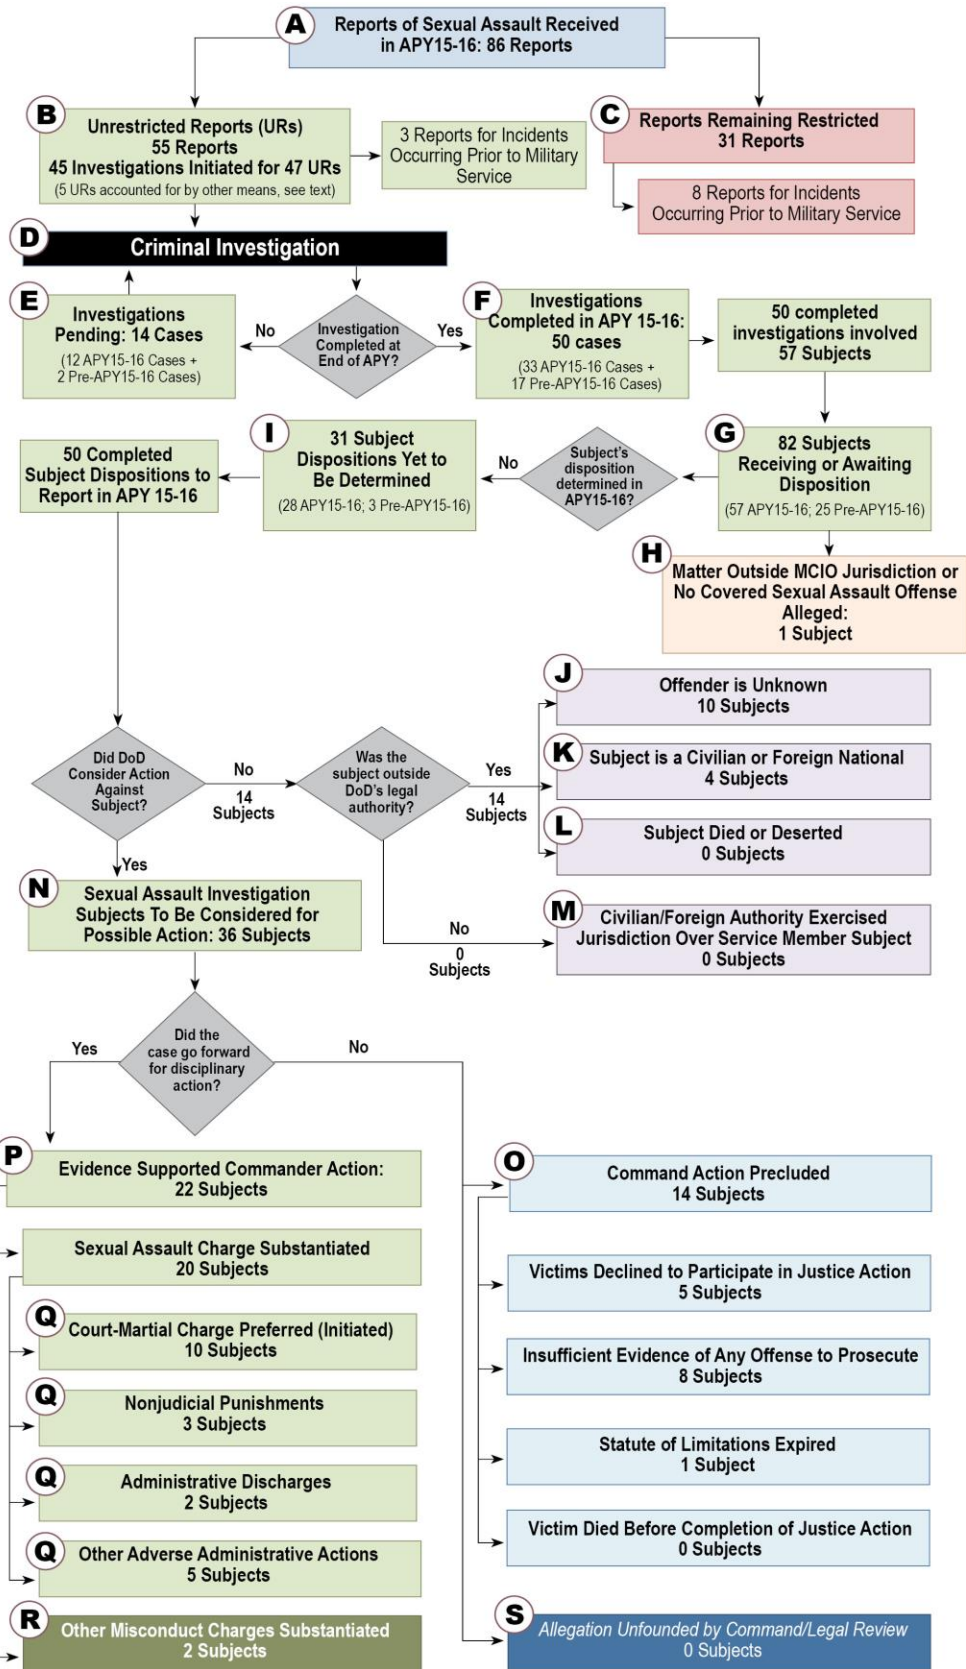 A
Reports of Sexual Assault Received
in APY15-16: 86 Reports
B
Unrestricted Reports (URs)
55 Reports
45 Investigations Initiated for 47 URs
(5 URs accounted for by other means, see text)
3 Reports for Incidents
Occurring Prior to Military
Service
C
Reports Remaining Restricted
31 Reports
8 Reports for Incidents
Occurring Prior to Military Service
D
Criminal Investigation
E
Investigations
Pending: 14 Cases
(12 APY15-16 Cases +
2 Pre-APY15-16 Cases)
No
Investigation
Completed at
End of APY?
Yes
F
Investigations
Completed in APY 15-16:
50 cases
(33 APY15-16 Cases +
17 Pre-APY15-16 Cases)
50 completed
investigations involved
57 Subjects
G
82 Subjects
Receiving or Awaiting
Disposition
(57 APY15-16; 25 Pre-APY15-16)
Subject's
disposition
determined in
APY15-16?
No
I
31 Subject
Dispositions Yet to
Be Determined
(28 APY15-16; 3 Pre-APY15-16)
50 Completed
Subject Dispositions to
Report in APY 15-16
H
Matter Outside MCIO Jurisdiction or
No Covered Sexual Assault Offense
Alleged:
1 Subject
Did DoD
Consider Action
Against
Subject?
No
14
Subjects
Was the
subject outside
DoD's legal
authority?
Yes
14
Subjects
J
Offender is Unknown
10 Subjects
K
Subject is a Civilian or Foreign National
4 Subjects
L
Subject Died or Deserted
0 Subjects
No
0
Subjects
M
Civilian/Foreign Authority Exercised
Jurisdiction Over Service Member Subject
0 Subjects
Yes
N
Sexual Assault Investigation
Subjects To Be Considered for
Possible Action: 36 Subjects
Did the
case go forward
for disciplinary
action?
Yes
No
P
Evidence Supported Commander Action:
22 Subjects
Sexual Assault Charge Substantiated
20 Subjects
Q
Court-Martial Charge Preferred (Initiated)
10 Subjects
Q
Nonjudicial Punishments
3 Subjects
Q
Administrative Discharges
2 Subjects
Q
Other Adverse Administrative Actions
5 Subjects
R
Other Misconduct Charges Substantiated
2 Subjects
O
Command Action Precluded
14 Subjects
Victims Declined to Participate in Justice Action
5 Subjects
Insufficient Evidence of Any Offense to Prosecute
8 Subjects
Statute of Limitations Expired
1 Subject
Victim Died Before Completion of Justice Action
0 Subjects
S
Allegation Unfounded by Command/Legal Review
0 Subjects